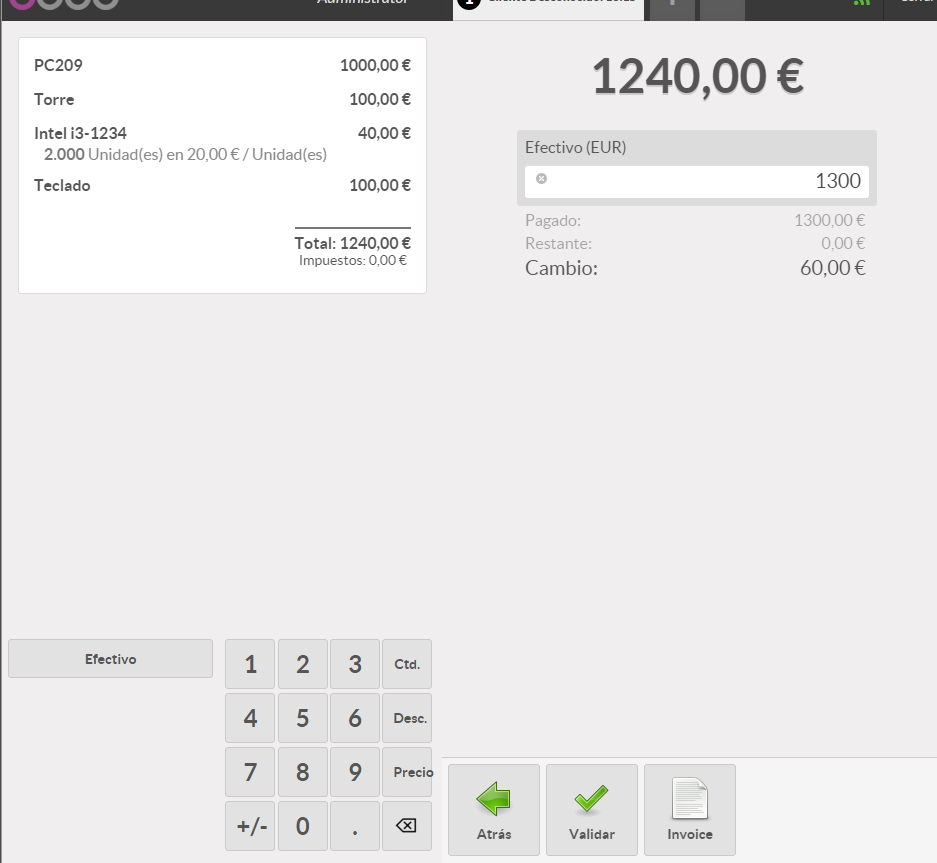 Administrator
1
PC209 1000,00 €
Torre 100,00 €
Intel i3-1234 40,00 €
2.000 Unidad(es) en 20,00 € / Unidad(es)
Teclado 100,00 €
Total: 1240,00 €
Impuestos: 0,00 €
1240,00 €
Efectivo (EUR)
1300
Pagado: 1300,00 €
Restante: 0,00 €
Cambio: 60,00 €
Efectivo
1 2 3 Ctd.
4 5 6 Desc.
7 8 9 Precio
+/- 0 .
Atrás Validar Invoice